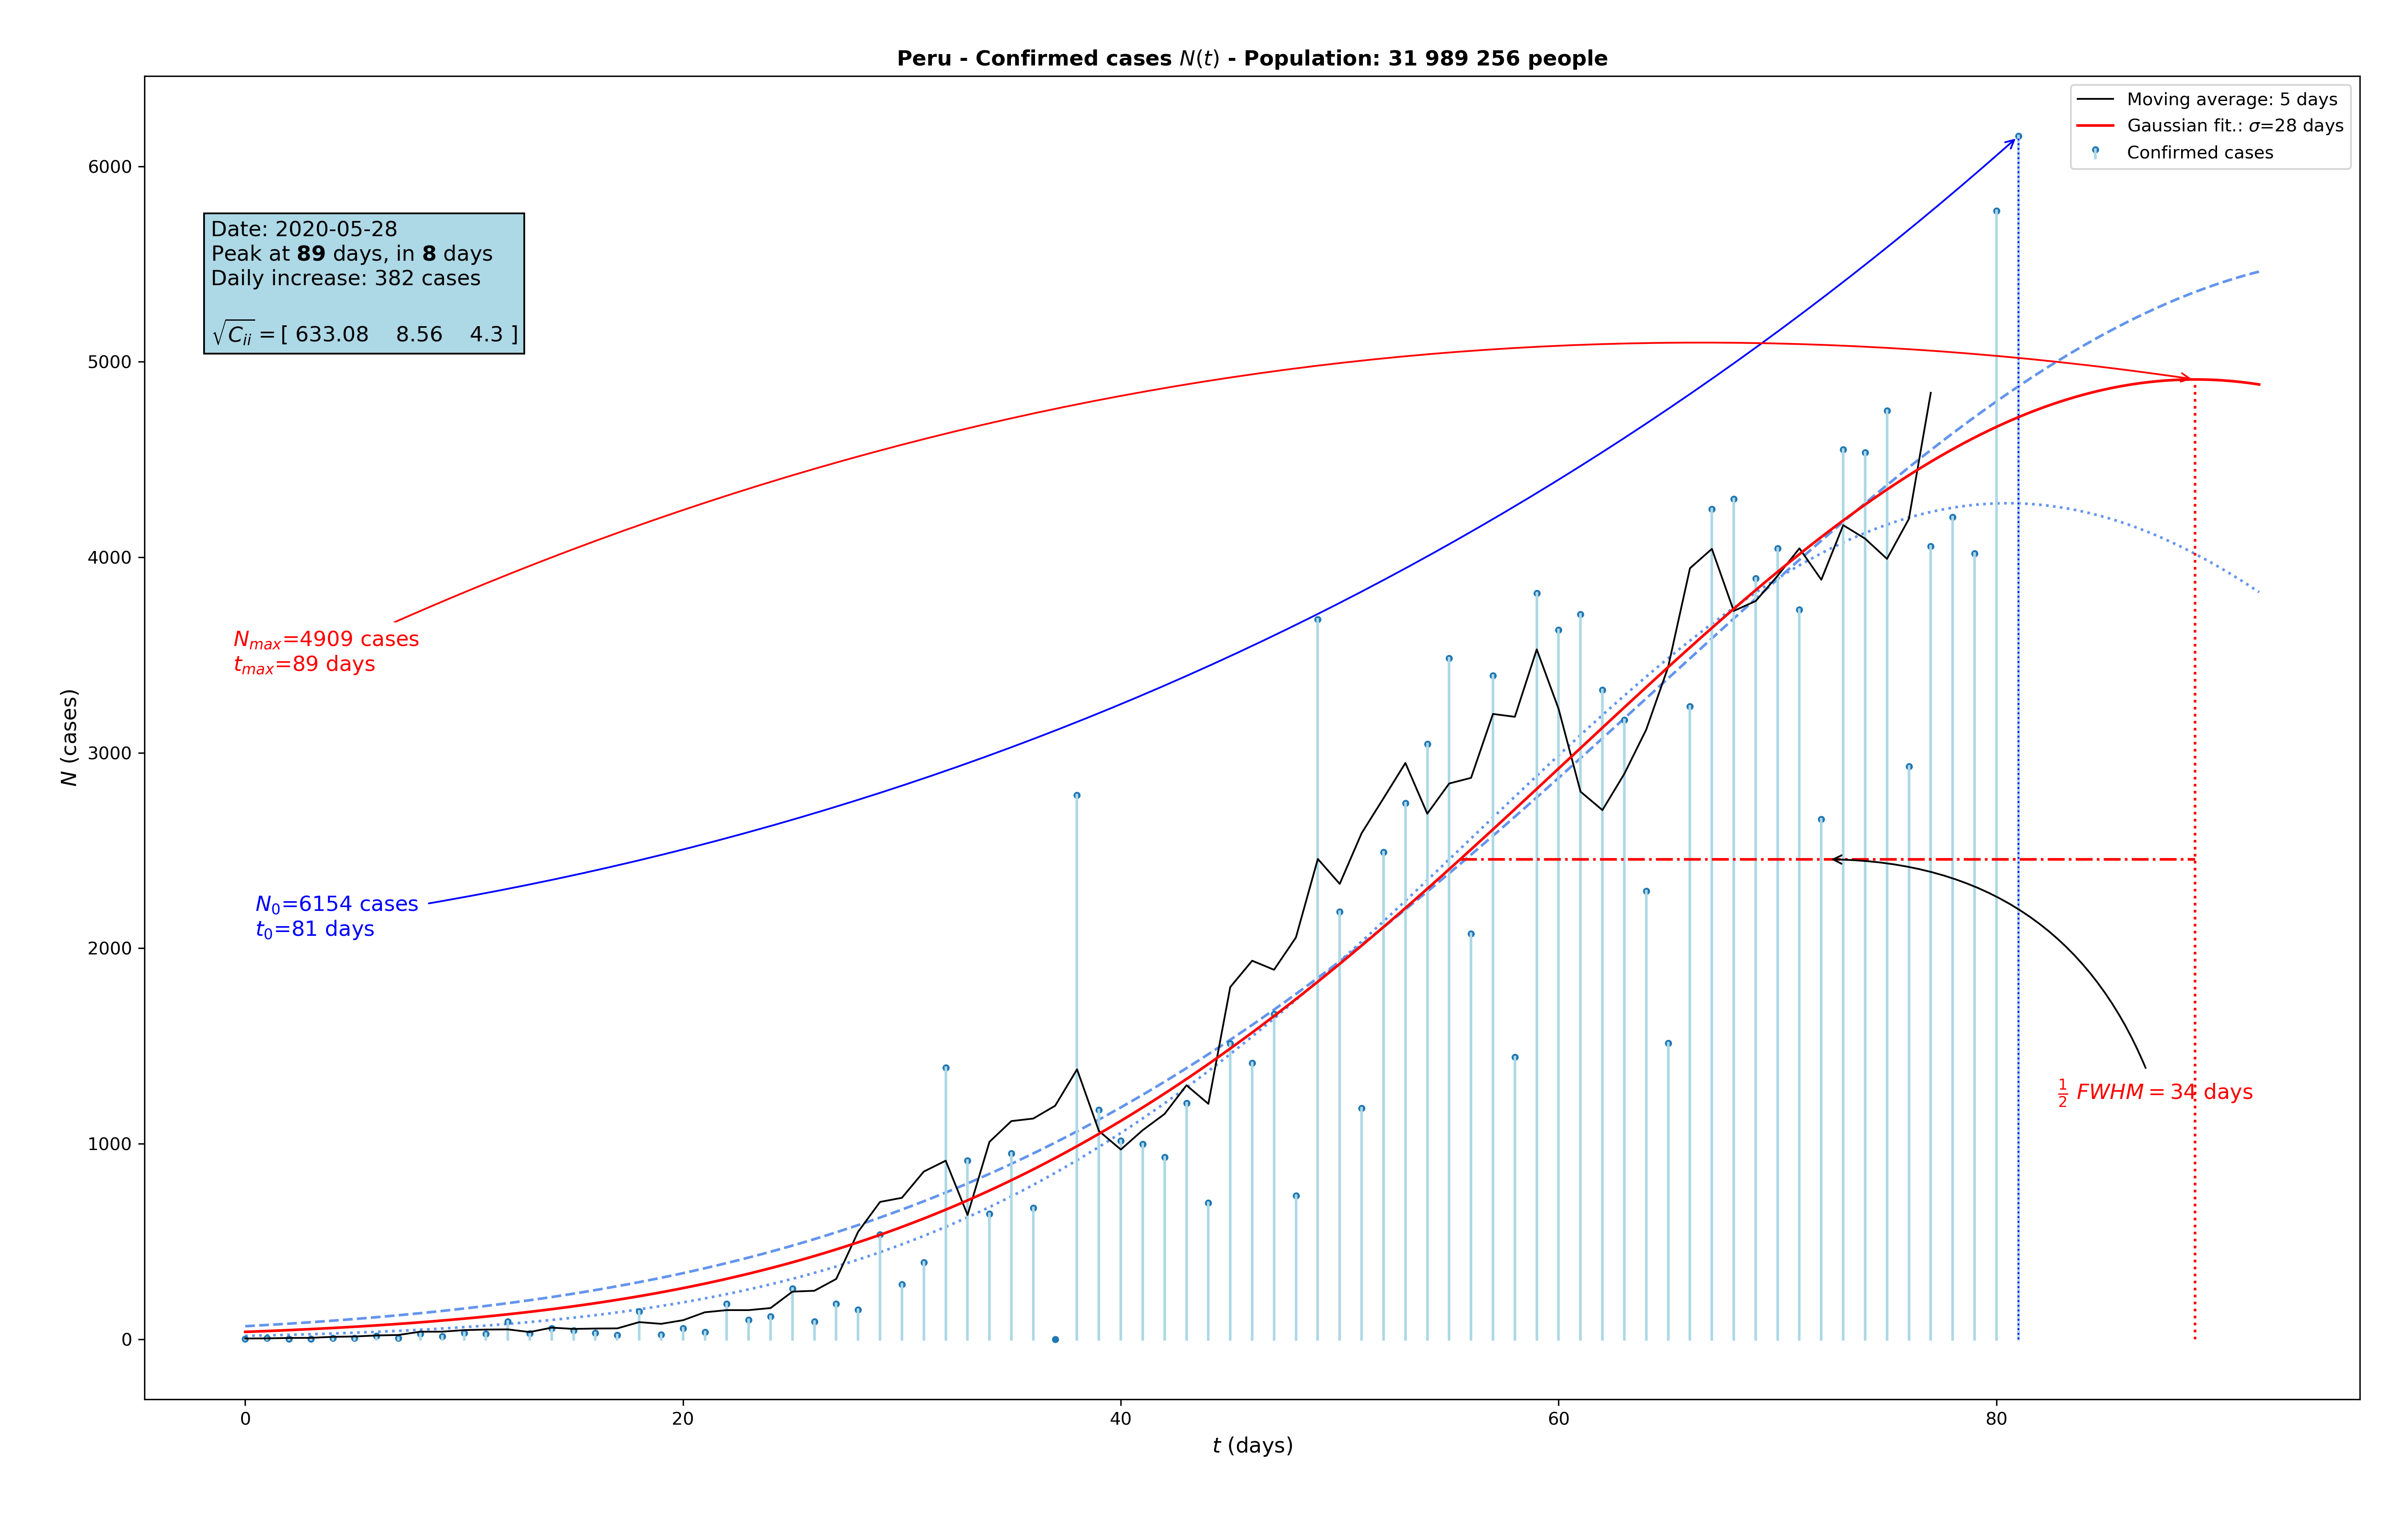 Peru - Confirmed cases N(t) - Population: 31 989 256 people
Moving average: 5 days
Gaussian fit.: σ=28 days
Confirmed cases
Date: 2020-05-28
Peak at 89 days, in 8 days
Daily increase: 382 cases
√C_ii = [ 633.08 8.56 4.3 ]
N_max=4909 cases
t_max=89 days
N_0=6154 cases
t_0=81 days
½ FWHM = 34 days
N (cases)
6000
5000
4000
3000
2000
1000
0
0 20 40 60 80
t (days)